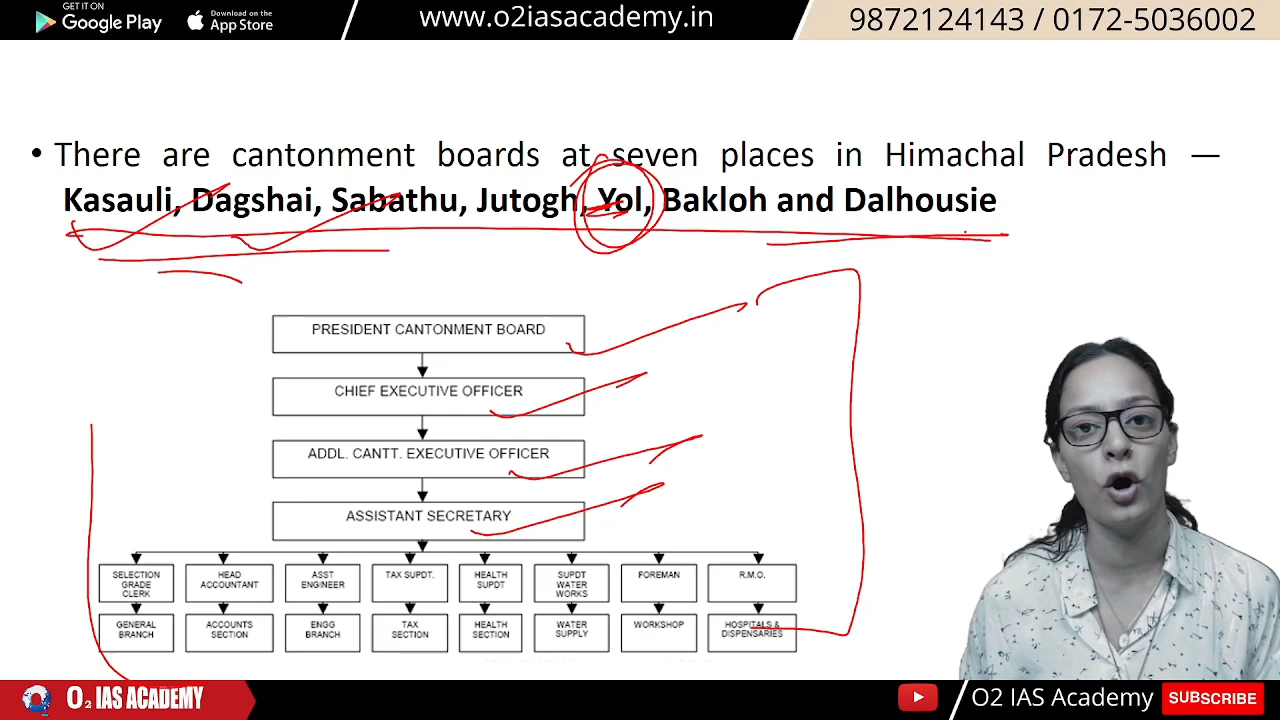 GET IT ON
Google Play
Download on the
App Store
www.o2iasacademy.in
9872124143 / 0172-5036002
• There are cantonment boards at seven places in Himachal Pradesh —
Kasauli, Dagshai, Sabathu, Jutogh, Yol, Bakloh and Dalhousie
PRESIDENT CANTONMENT BOARD
CHIEF EXECUTIVE OFFICER
ADDL. CANTT. EXECUTIVE OFFICER
ASSISTANT SECRETARY
SELECTION
GRADE
CLERK
HEAD
ACCOUNTANT
ASST
ENGINEER
TAX SUPDT.
HEALTH
SUPDT
SUPDT
WATER
WORKS
FOREMAN
R.M.O.
GENERAL
BRANCH
ACCOUNTS
SECTION
ENGG
BRANCH
TAX
SECTION
HEALTH
SECTION
WATER
SUPPLY
WORKSHOP
HOSPITALS &
DISPENSARIES
O2 IAS ACADEMY
O2 IAS Academy
SUBSCRIBE